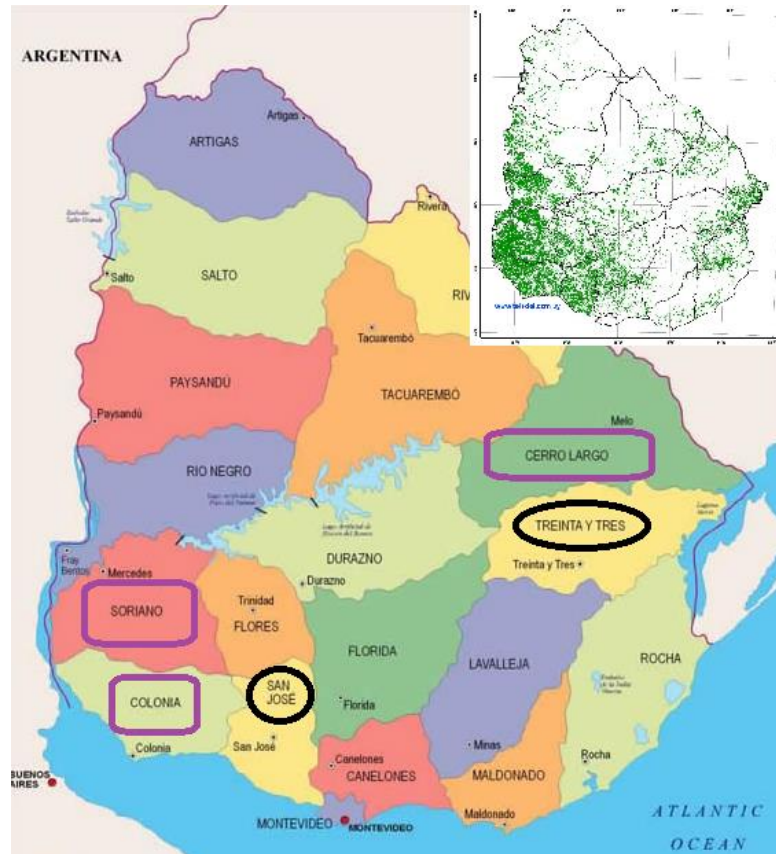 ARGENTINA
Artigas
ARTIGAS
Rivera
Salto
SALTO
RIV
Tacuarembó
PAYSANDÚ
TACUAREMBÓ
Paysandú
Melo
CERRO LARGO
RIO NEGRO
TREINTA Y TRES
DURAZNO
Fray
Bentos
Mercedes
Treinta y Tres
Durazno
SORIANO
Trinidad
FLORES
FLORIDA
LAVALLEJA
ROCHA
SAN
JOSÉ
COLONIA
Florida
Colonia
San José
Minas
Rocha
Canelones
CANELONES
MALDONADO
BUENOS
AIRES
Maldonado
MONTEVIDEO
MONTEVIDEO
ATLANTIC
OCEAN